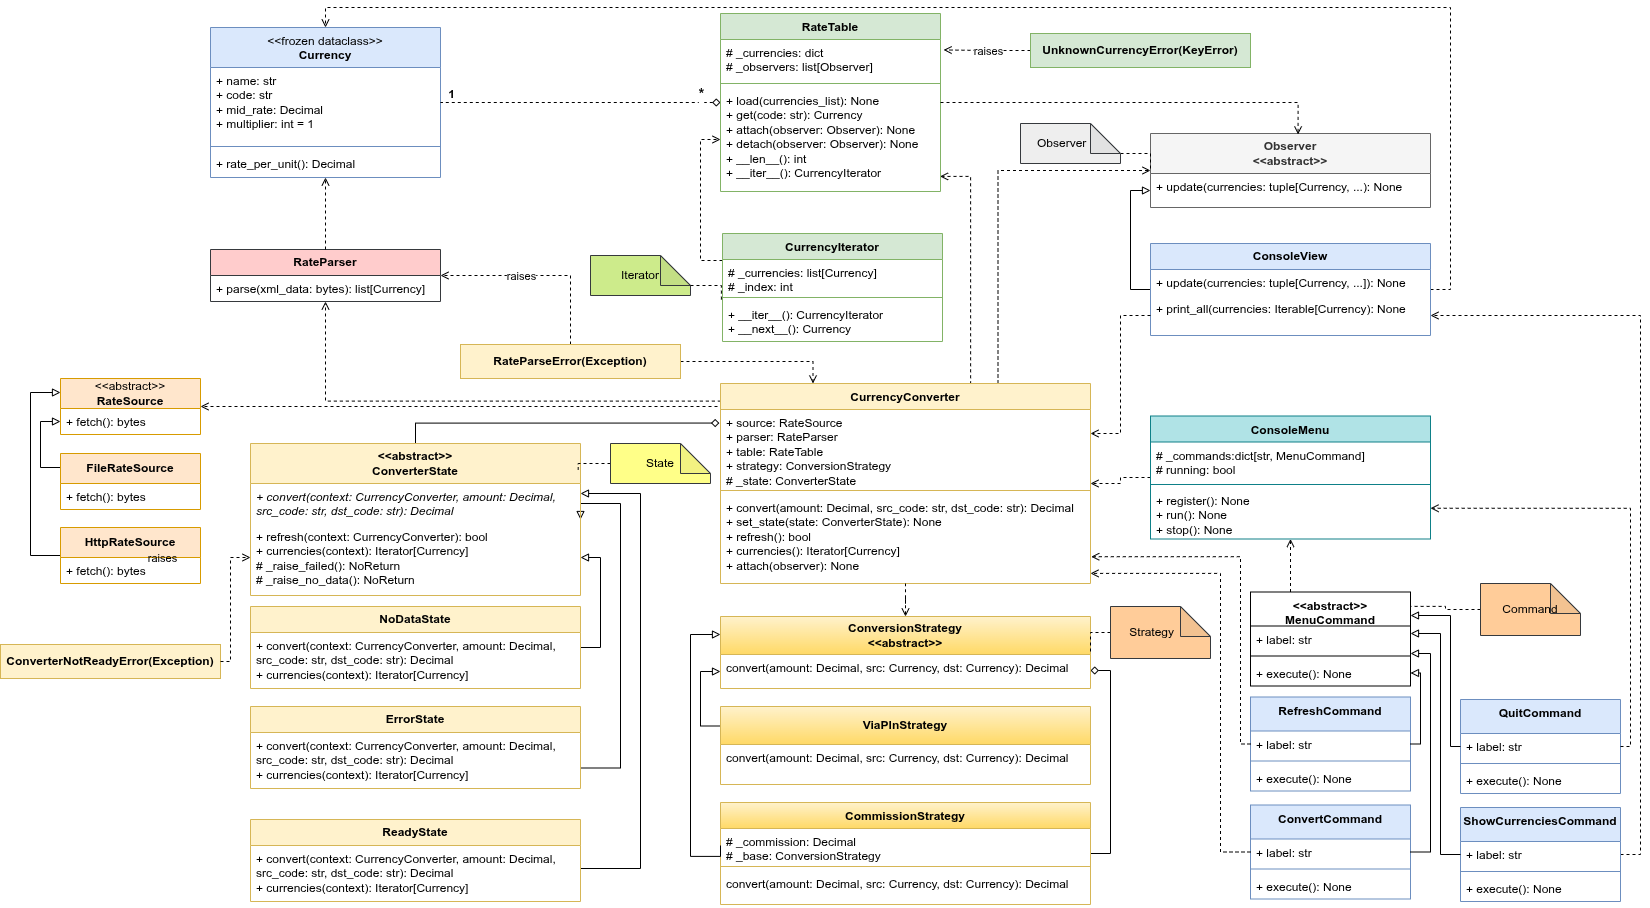 <<frozen dataclass>>
Currency
+ name: str
+ code: str
+ mid_rate: Decimal
+ multiplier: int = 1
+ rate_per_unit(): Decimal
1
*
RateTable
# _currencies: dict
# _observers: list[Observer]
+ load(currencies_list): None
+ get(code: str): Currency
+ attach(observer: Observer): None
+ detach(observer: Observer): None
+ __len__(): int
+ __iter__(): CurrencyIterator
raises
UnknownCurrencyError(KeyError)
Observer
Observer
<<abstract>>
+ update(currencies: tuple[Currency, ...): None
RateParser
+ parse(xml_data: bytes): list[Currency]
raises
Iterator
CurrencyIterator
# _currencies: list[Currency]
# _index: int
+ __iter__(): CurrencyIterator
+ __next__(): Currency
ConsoleView
+ update(currencies: tuple[Currency, ...]): None
+ print_all(currencies: Iterable[Currency): None
RateParseError(Exception)
<<abstract>>
RateSource
+ fetch(): bytes
FileRateSource
+ fetch(): bytes
HttpRateSource
raises
+ fetch(): bytes
ConverterNotReadyError(Exception)
<<abstract>>
ConverterState
+ convert(context: CurrencyConverter, amount: Decimal,
src_code: str, dst_code: str): Decimal
+ refresh(context: CurrencyConverter): bool
+ currencies(context): Iterator[Currency]
# _raise_failed(): NoReturn
# _raise_no_data(): NoReturn
State
NoDataState
+ convert(context: CurrencyConverter, amount: Decimal,
src_code: str, dst_code: str): Decimal
+ currencies(context): Iterator[Currency]
ErrorState
+ convert(context: CurrencyConverter, amount: Decimal,
src_code: str, dst_code: str): Decimal
+ currencies(context): Iterator[Currency]
ReadyState
+ convert(context: CurrencyConverter, amount: Decimal,
src_code: str, dst_code: str): Decimal
+ currencies(context): Iterator[Currency]
CurrencyConverter
+ source: RateSource
+ parser: RateParser
+ table: RateTable
+ strategy: ConversionStrategy
# _state: ConverterState
+ convert(amount: Decimal, src_code: str, dst_code: str): Decimal
+ set_state(state: ConverterState): None
+ refresh(): bool
+ currencies(): Iterator[Currency]
+ attach(observer): None
ConversionStrategy
<<abstract>>
convert(amount: Decimal, src: Currency, dst: Currency): Decimal
Strategy
ViaPlnStrategy
convert(amount: Decimal, src: Currency, dst: Currency): Decimal
CommissionStrategy
# _commission: Decimal
# _base: ConversionStrategy
convert(amount: Decimal, src: Currency, dst: Currency): Decimal
ConsoleMenu
# _commands:dict[str, MenuCommand]
# running: bool
+ register(): None
+ run(): None
+ stop(): None
<<abstract>>
MenuCommand
+ label: str
+ execute(): None
Command
RefreshCommand
+ label: str
+ execute(): None
QuitCommand
+ label: str
+ execute(): None
ConvertCommand
+ label: str
+ execute(): None
ShowCurrenciesCommand
+ label: str
+ execute(): None